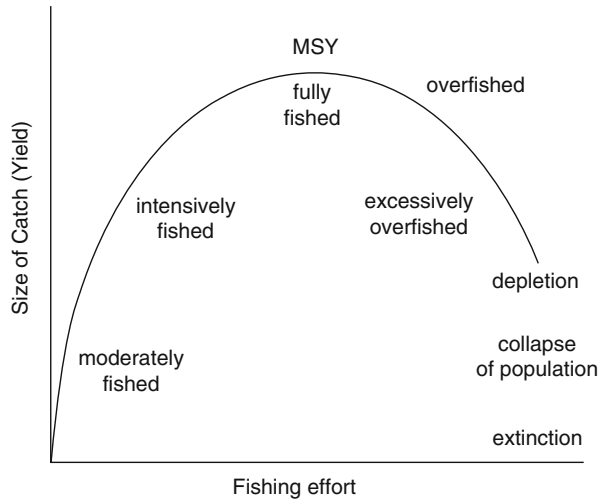 MSY
fully
fished
overfished
intensively
fished
excessively
overfished
depletion
moderately
fished
collapse
of population
extinction
Size of Catch (Yield)
Fishing effort